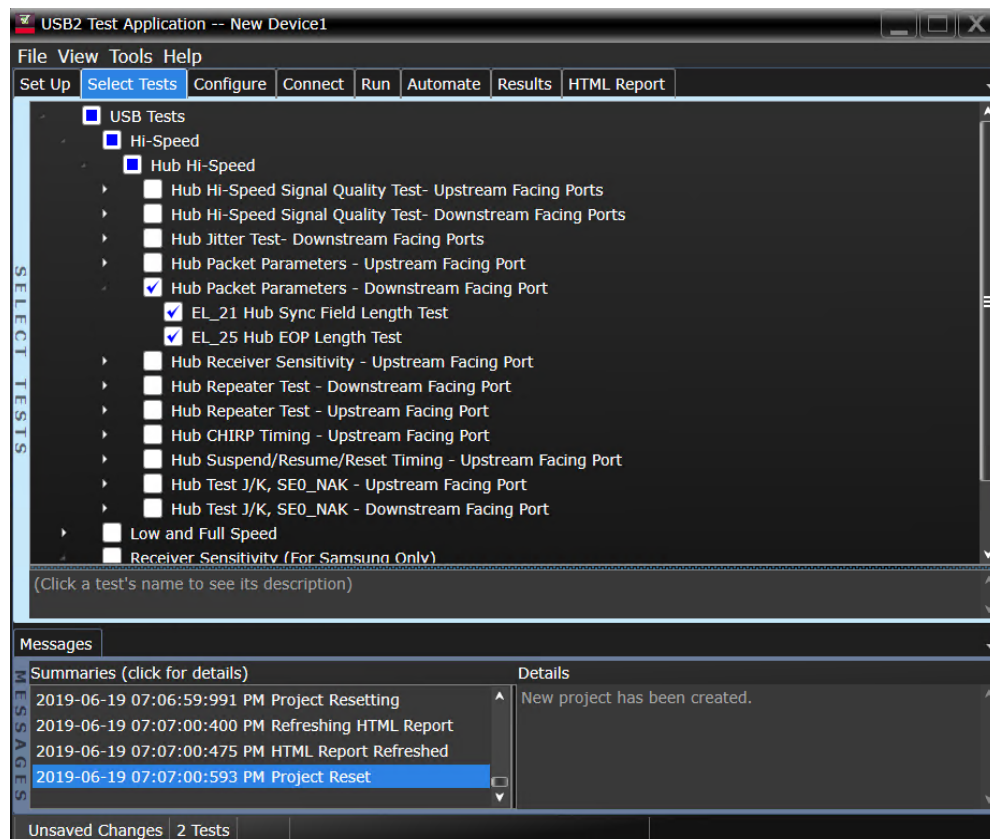 USB2 Test Application -- New Device1
File View Tools Help
Set Up Select Tests Configure Connect Run Automate Results HTML Report
SELECT TESTS
USB Tests
Hi-Speed
Hub Hi-Speed
Hub Hi-Speed Signal Quality Test- Upstream Facing Ports
Hub Hi-Speed Signal Quality Test- Downstream Facing Ports
Hub Jitter Test- Downstream Facing Ports
Hub Packet Parameters - Upstream Facing Port
Hub Packet Parameters - Downstream Facing Port
EL_21 Hub Sync Field Length Test
EL_25 Hub EOP Length Test
Hub Receiver Sensitivity - Upstream Facing Port
Hub Repeater Test - Downstream Facing Port
Hub Repeater Test - Upstream Facing Port
Hub CHIRP Timing - Upstream Facing Port
Hub Suspend/Resume/Reset Timing - Upstream Facing Port
Hub Test J/K, SE0_NAK - Upstream Facing Port
Hub Test J/K, SE0_NAK - Downstream Facing Port
Low and Full Speed
Receiver Sensitivity (For Samsung Only)
(Click a test's name to see its description)
Messages
MESSAGES
Summaries (click for details)
2019-06-19 07:06:59:991 PM Project Resetting
2019-06-19 07:07:00:400 PM Refreshing HTML Report
2019-06-19 07:07:00:475 PM HTML Report Refreshed
2019-06-19 07:07:00:593 PM Project Reset
Details
New project has been created.
Unsaved Changes 2 Tests